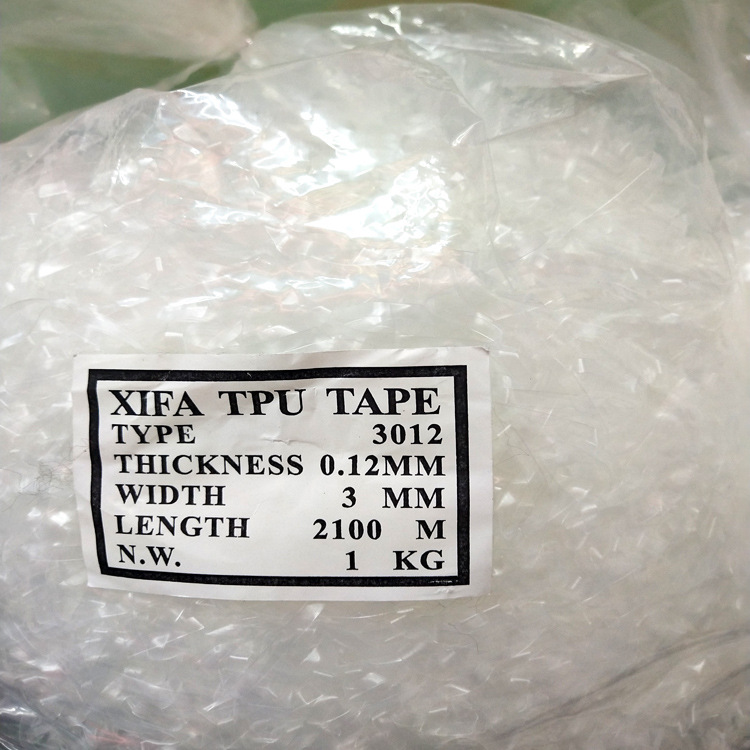 XIFA TPU TAPE
TYPE 3012
THICKNESS 0.12MM
WIDTH 3 MM
LENGTH 2100 M
N.W. 1 KG